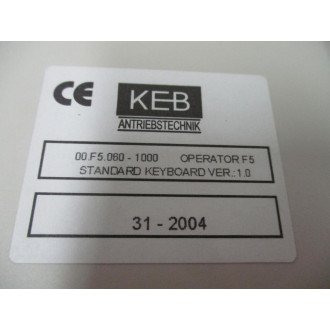 CE KEB
ANTRIEBSTECHNIK
00.F5.060 - 1000 OPERATOR F5
STANDARD KEYBOARD VER.: 1.0
31 - 2004